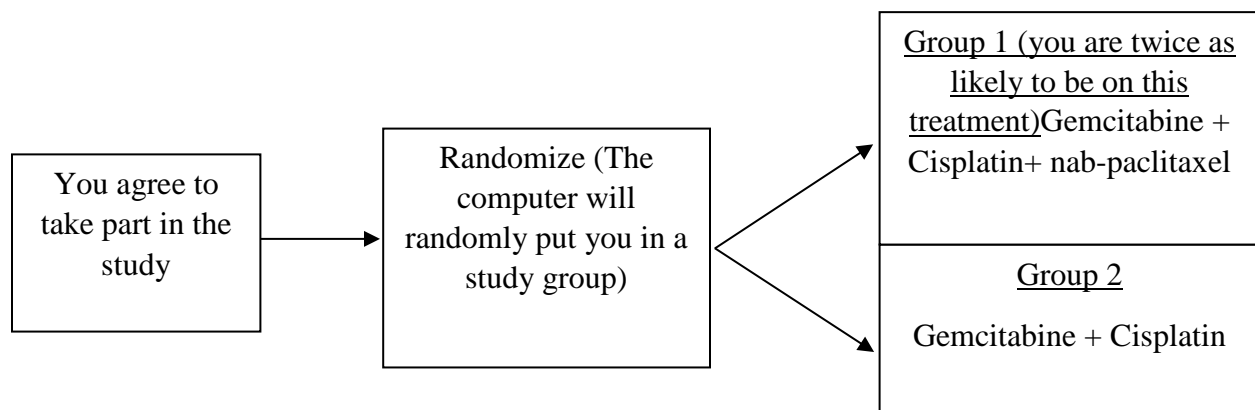 You agree to
take part in the
study
Randomize (The
computer will
randomly put you in a
study group)
Group 1 (you are twice as
likely to be on this
treatment)Gemcitabine +
Cisplatin+ nab-paclitaxel
Group 2
Gemcitabine + Cisplatin